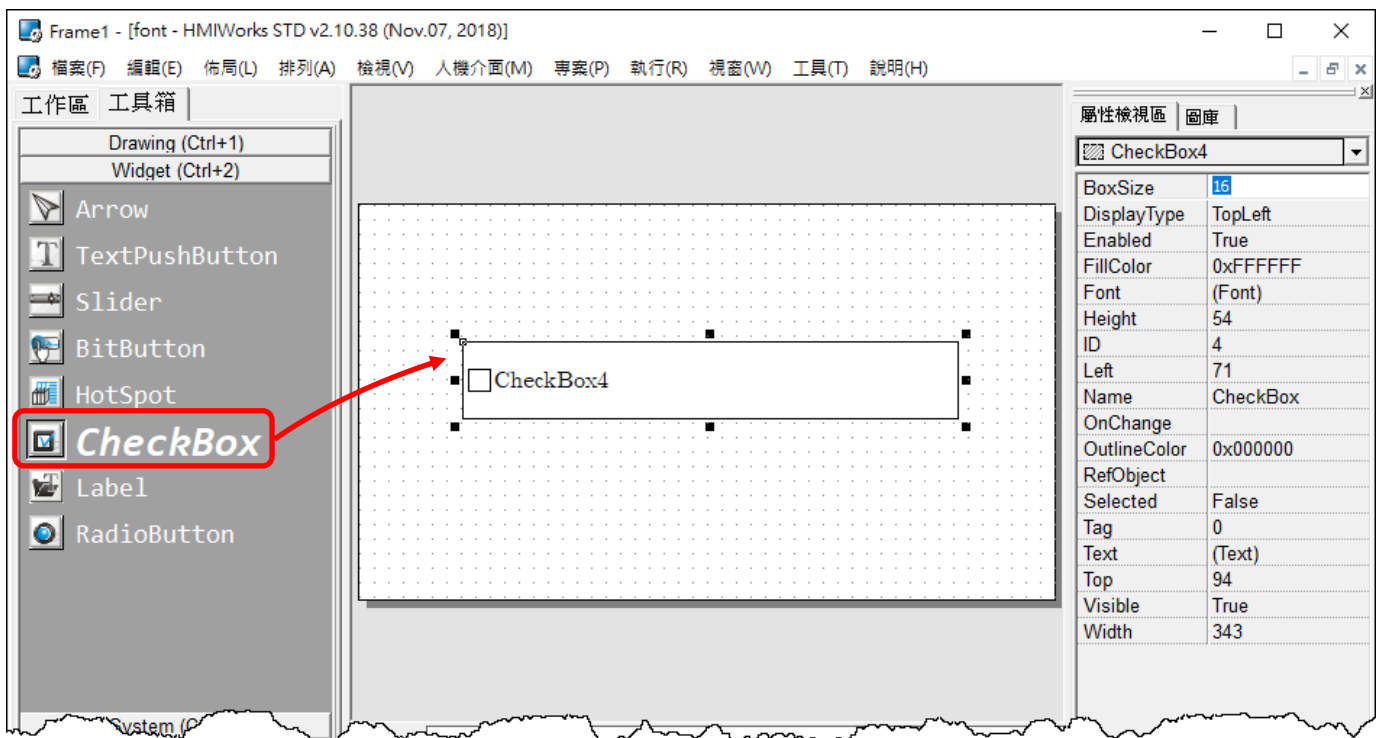 Frame1 - [font - HMIWorks STD v2.10.38 (Nov.07, 2018)]
檔案(F) 編輯(E) 佈局(L) 排列(A) 檢視(V) 人機介面(M) 專案(P) 執行(R) 視窗(W) 工具(T) 說明(H)
工作區 工具箱
Drawing (Ctrl+1)
Widget (Ctrl+2)
Arrow
TextPushButton
Slider
BitButton
HotSpot
CheckBox
Label
RadioButton
System (C
CheckBox4
屬性檢視區 圖庫
CheckBox4
BoxSize 16
DisplayType TopLeft
Enabled True
FillColor 0xFFFFFF
Font (Font)
Height 54
ID 4
Left 71
Name CheckBox
OnChange
OutlineColor 0x000000
RefObject
Selected False
Tag 0
Text (Text)
Top 94
Visible True
Width 343